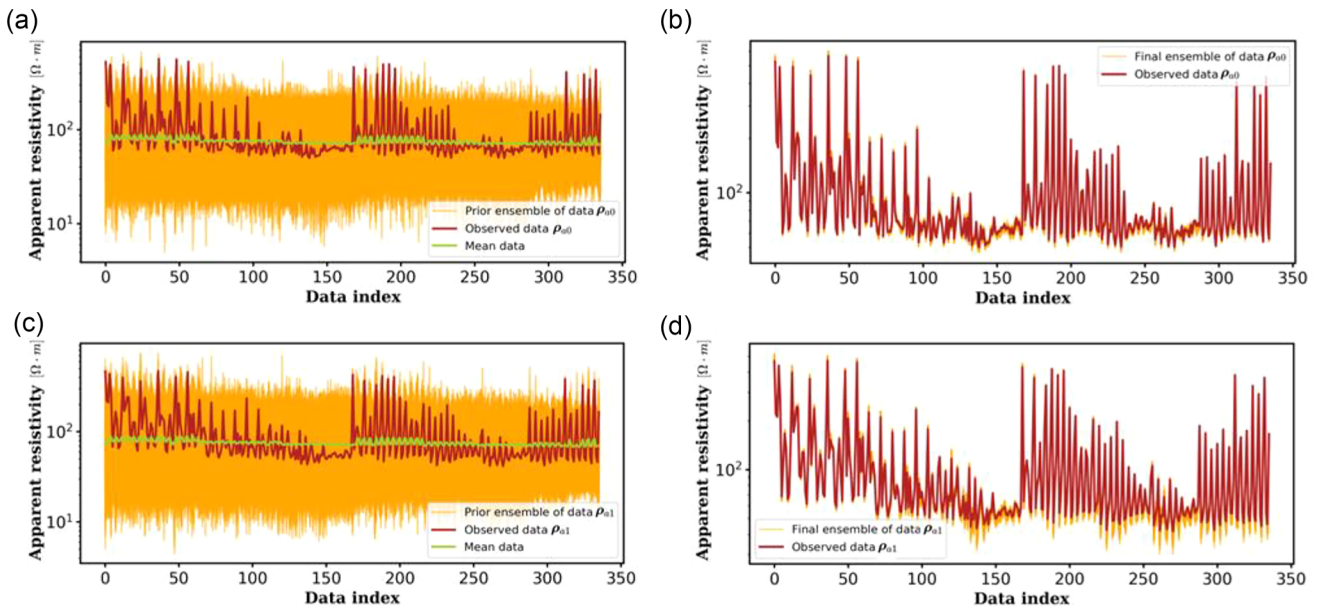 (a)
Apparent resistivity [Ω · m]
10²
10¹
0 50 100 150 200 250 300 350
Data index
Prior ensemble of data ρa0
Observed data ρa0
Mean data
(b)
Apparent resistivity [Ω · m]
10²
0 50 100 150 200 250 300 350
Data index
Final ensemble of data ρa0
Observed data ρa0
(c)
Apparent resistivity [Ω · m]
10²
10¹
0 50 100 150 200 250 300 350
Data index
Prior ensemble of data ρa1
Observed data ρa1
Mean data
(d)
Apparent resistivity [Ω · m]
10²
0 50 100 150 200 250 300 350
Data index
Final ensemble of data ρa1
Observed data ρa1